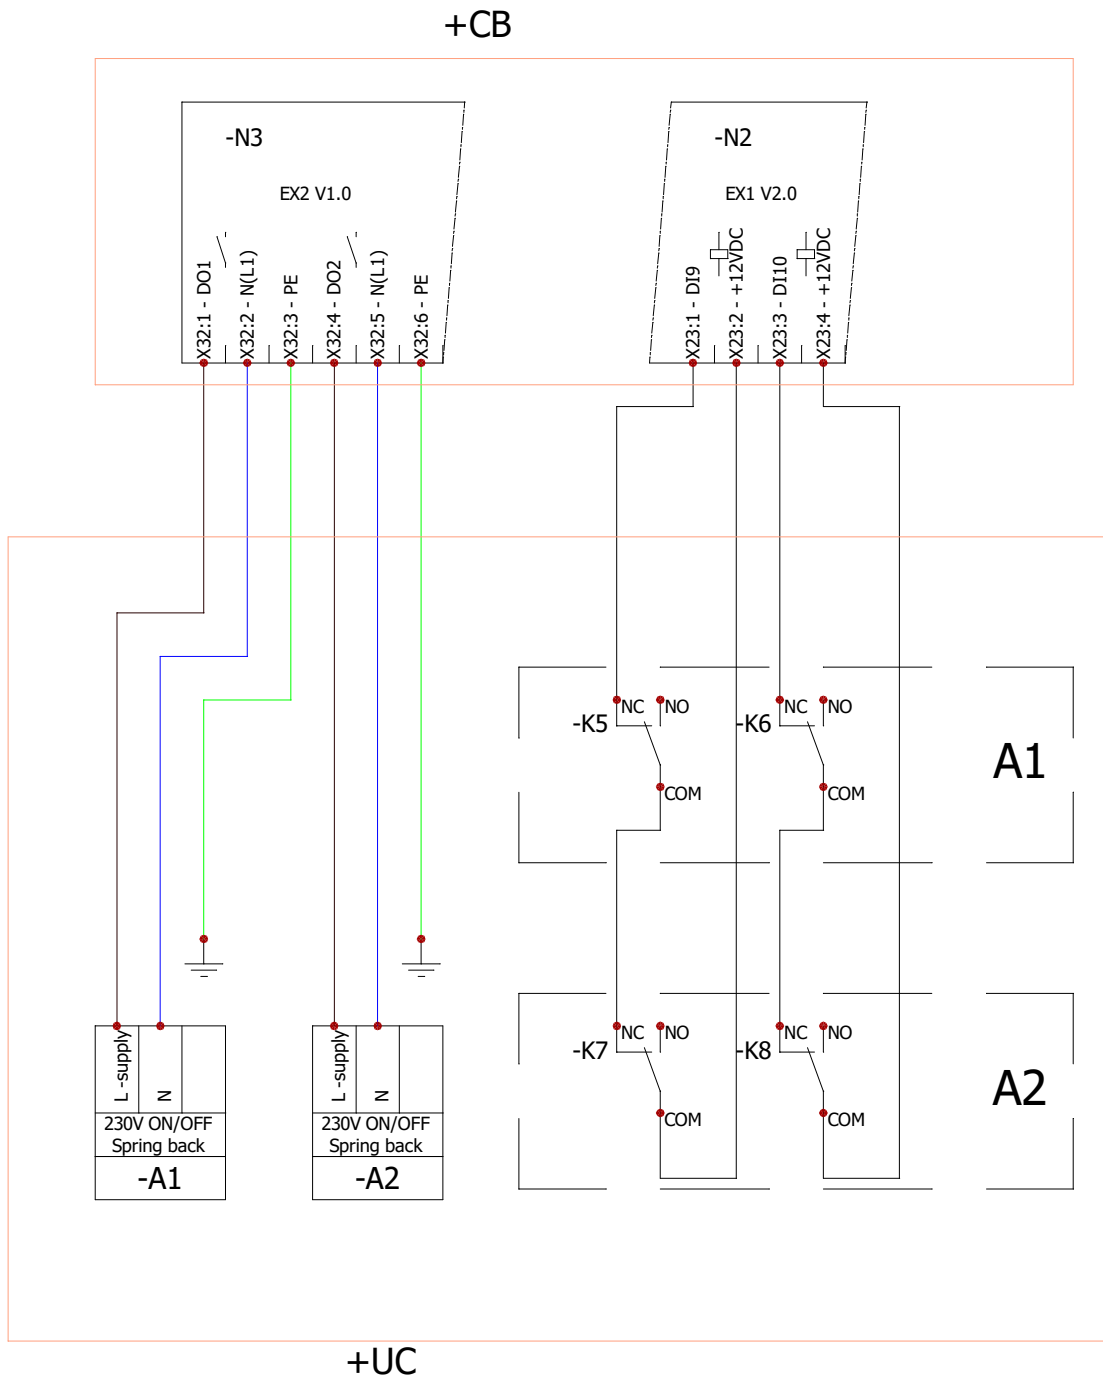 +CB
-N3
-N2
EX2 V1.0
EX1 V2.0
X32:1 - DO1
X32:2 - N(L1)
X32:3 - PE
X32:4 - DO2
X32:5 - N(L1)
X32:6 - PE
X23:1 - DI9
X23:2 - +12VDC
X23:3 - DI10
X23:4 - +12VDC
NC
NO
-K5
COM
NC
NO
-K6
COM
A1
NC
NO
-K7
COM
NC
NO
-K8
COM
A2
L -supply
N
230V ON/OFF
Spring back
-A1
L -supply
N
230V ON/OFF
Spring back
-A2
+UC